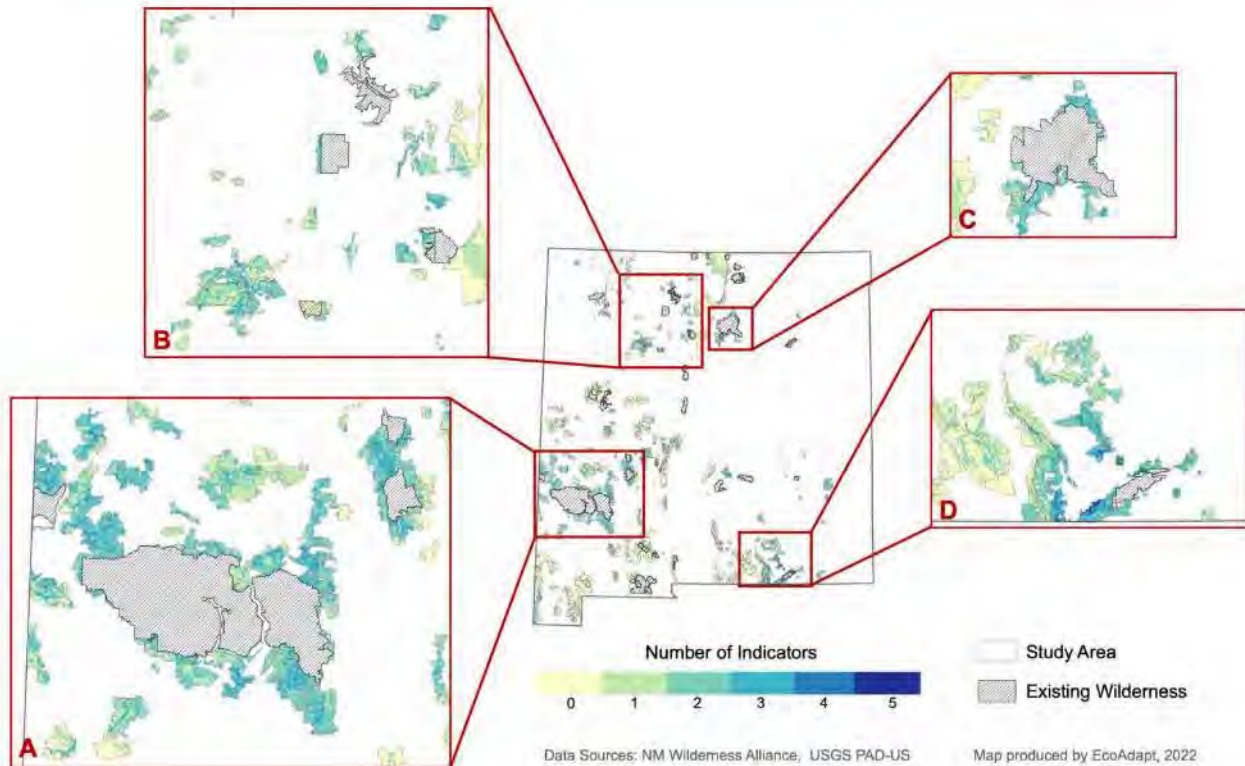 B
C
D
A
Number of Indicators
0 1 2 3 4 5
Study Area
Existing Wilderness
Data Sources: NM Wilderness Alliance, USGS PAD-US
Map produced by EcoAdapt, 2022